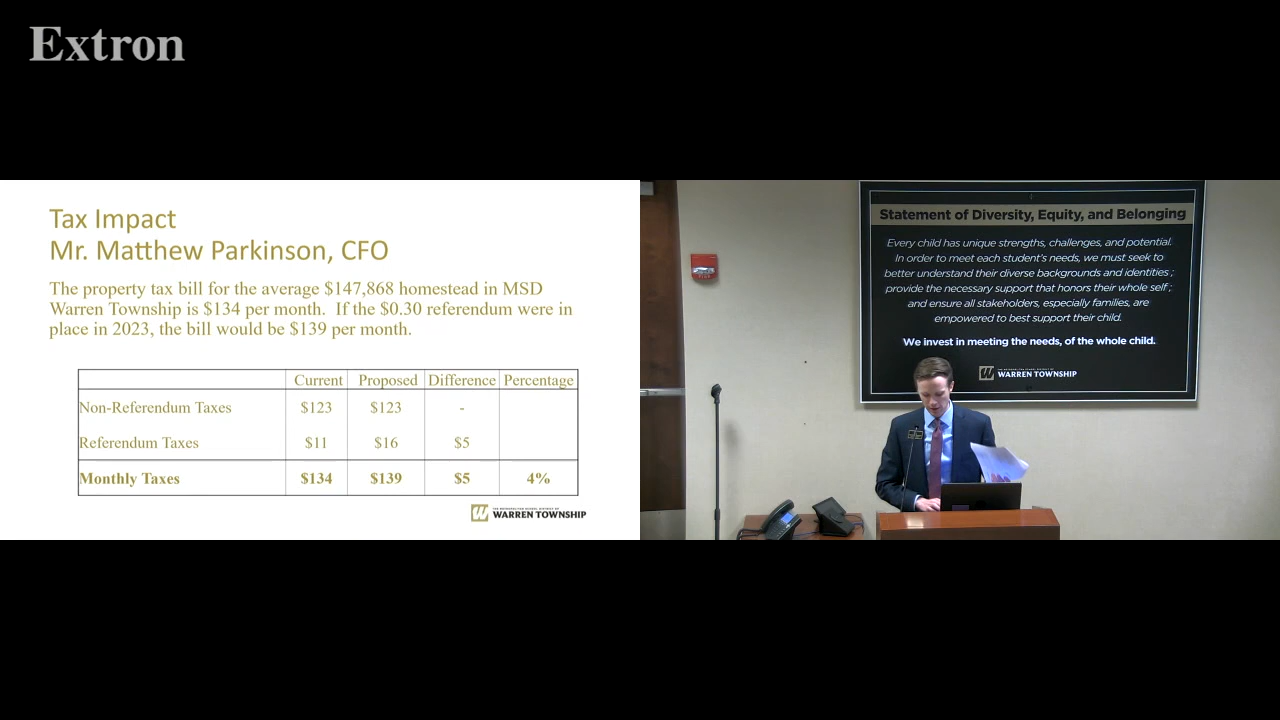 Extron
Tax Impact
Mr. Matthew Parkinson, CFO
The property tax bill for the average $147,868 homestead in MSD
Warren Township is $134 per month. If the $0.30 referendum were in
place in 2023, the bill would be $139 per month.
Current Proposed Difference Percentage
Non-Referendum Taxes $123 $123 -
Referendum Taxes $11 $16 $5
Monthly Taxes $134 $139 $5 4%
THE METROPOLITAN SCHOOL DISTRICT OF
WARREN TOWNSHIP
Statement of Diversity, Equity, and Belonging
Every child has unique strengths, challenges, and potential.
In order to meet each student's needs, we must seek to
better understand their diverse backgrounds and identities;
provide the necessary support that honors their whole self;
and ensure all stakeholders, especially families, are
empowered to best support their child.
We invest in meeting the needs, of the whole child.
WARREN TOWNSHIP